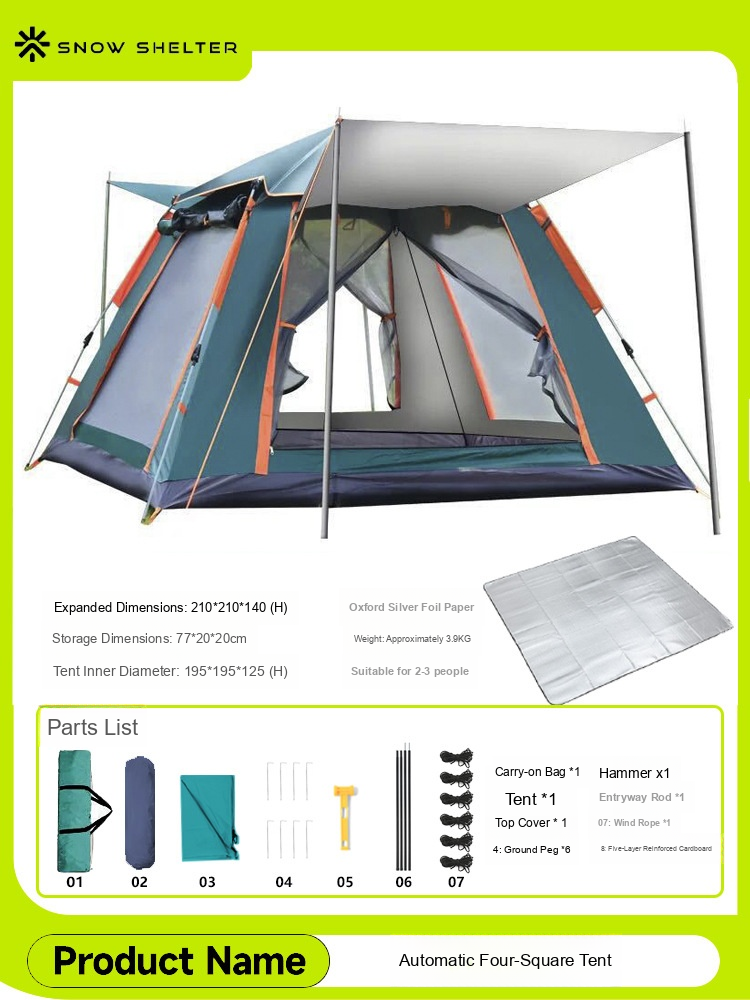 SNOW SHELTER
Expanded Dimensions: 210*210*140 (H)
Storage Dimensions: 77*20*20cm
Tent Inner Diameter: 195*195*125 (H)
Oxford Silver Foil Paper
Weight: Approximately 3.9KG
Suitable for 2-3 people
Parts List
01
02
03
04
05
06
07
Carry-on Bag *1
Tent *1
Top Cover * 1
4: Ground Peg *6
Hammer x1
Entryway Rod *1
07: Wind Rope *1
8: Five-Layer Reinforced Cardboard
Product Name
Automatic Four-Square Tent